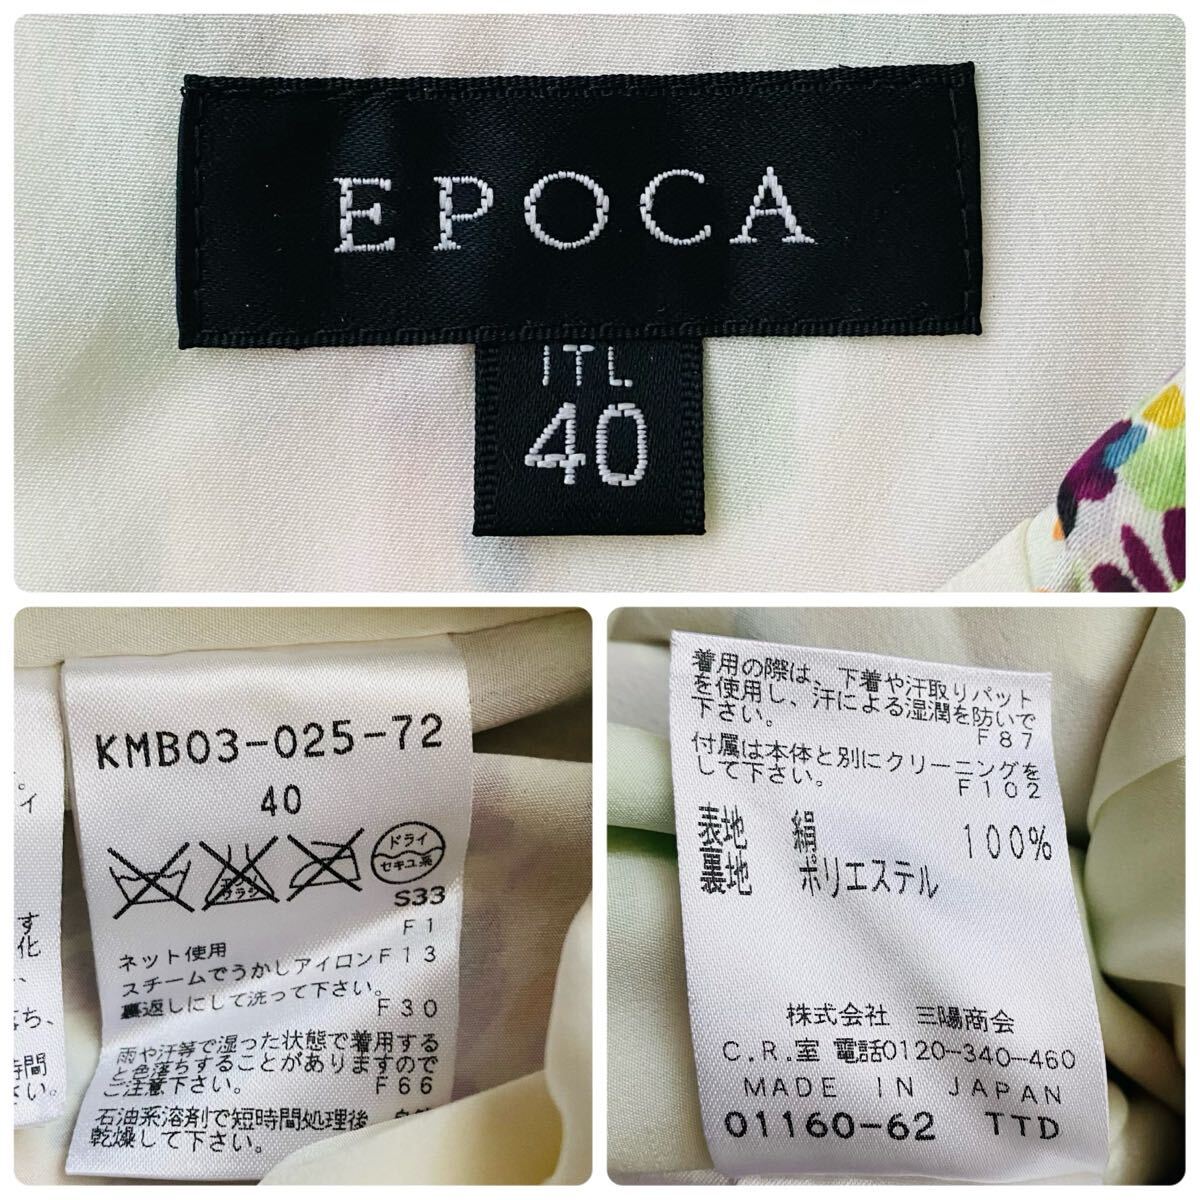 EPOCA
ITL
40
KMB03-025-72
40
ドライ
セキユ系
S33
F1
ネット使用
スチームでうかしアイロンF13
裏返しにして洗って下さい。
F30
雨や汗等で湿った状態で着用する
と色落ちすることがありますので
ご注意下さい。 F66
石油系溶剤で短時間処理後
乾燥して下さい。
ィ
す
化
ち、
時間
さい。
着用の際は、下着や汗取りパット
を使用し、汗による湿潤を防いで
下さい。 F87
付属は本体と別にクリーニングを
して下さい。 F102
表地 絹 100%
裏地 ポリエステル
株式会社 三陽商会
C.R.室 電話0120-340-460
MADE IN JAPAN
01160-62 TTD